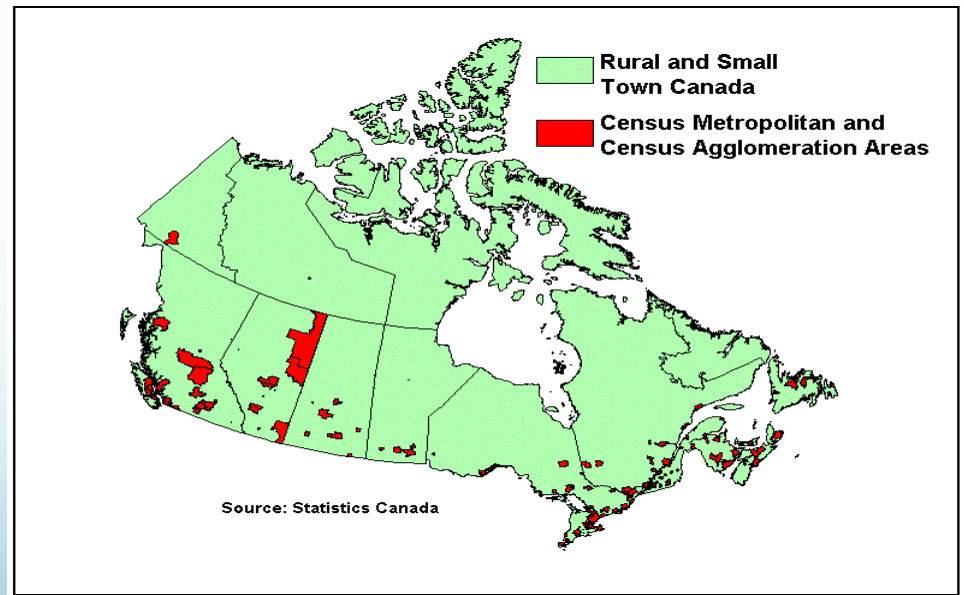 Rural and Small
Town Canada
Census Metropolitan and
Census Agglomeration Areas
Source: Statistics Canada